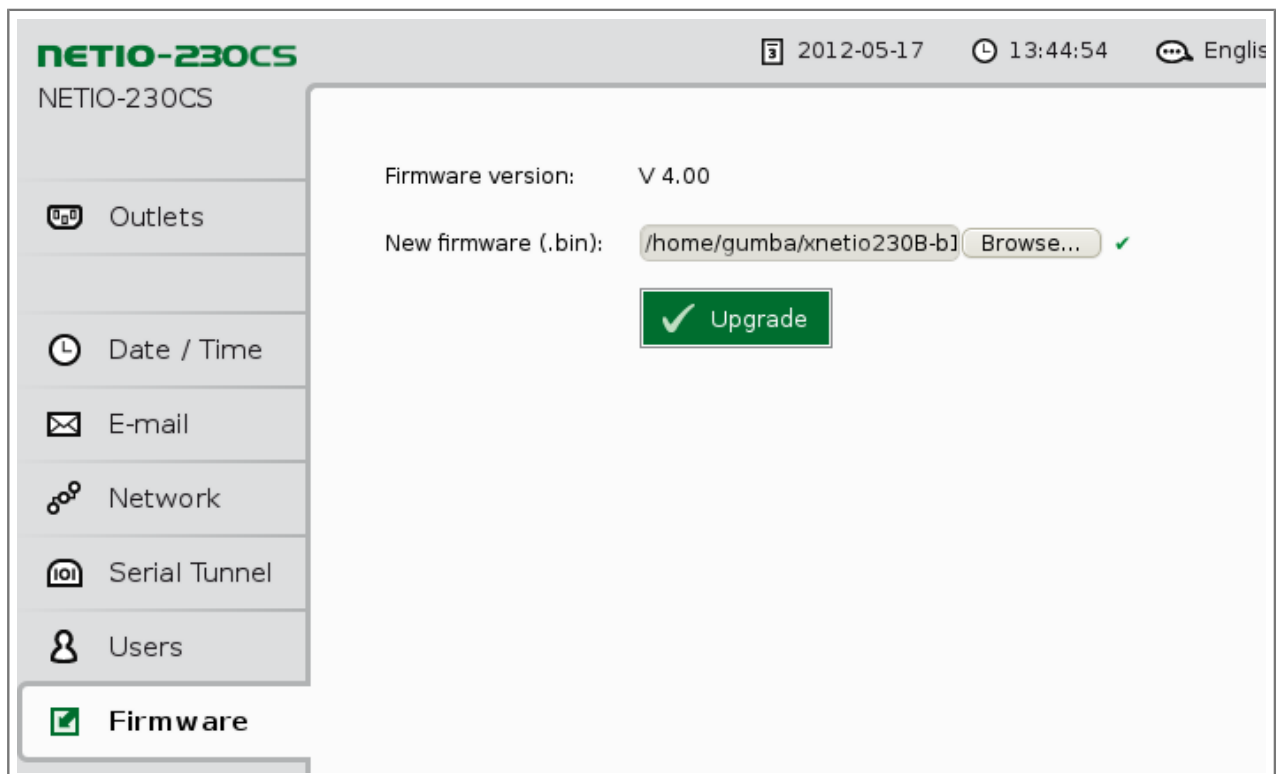 NETIO-230CS
2012-05-17 13:44:54 Englis
NETIO-230CS
Firmware version: V 4.00
Outlets
New firmware (.bin): /home/gumba/xnetio230B-b1 Browse...
Upgrade
Date / Time
E-mail
Network
Serial Tunnel
Users
Firmware